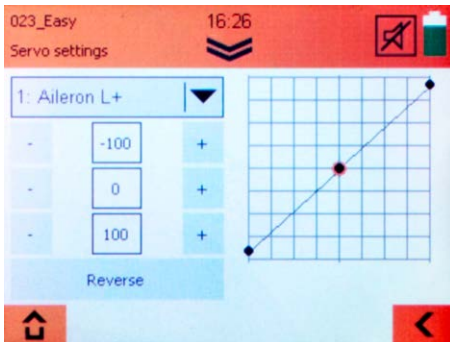 023_Easy
16:26
Servo settings
1: Aileron L+
- -100 +
- 0 +
- 100 +
Reverse